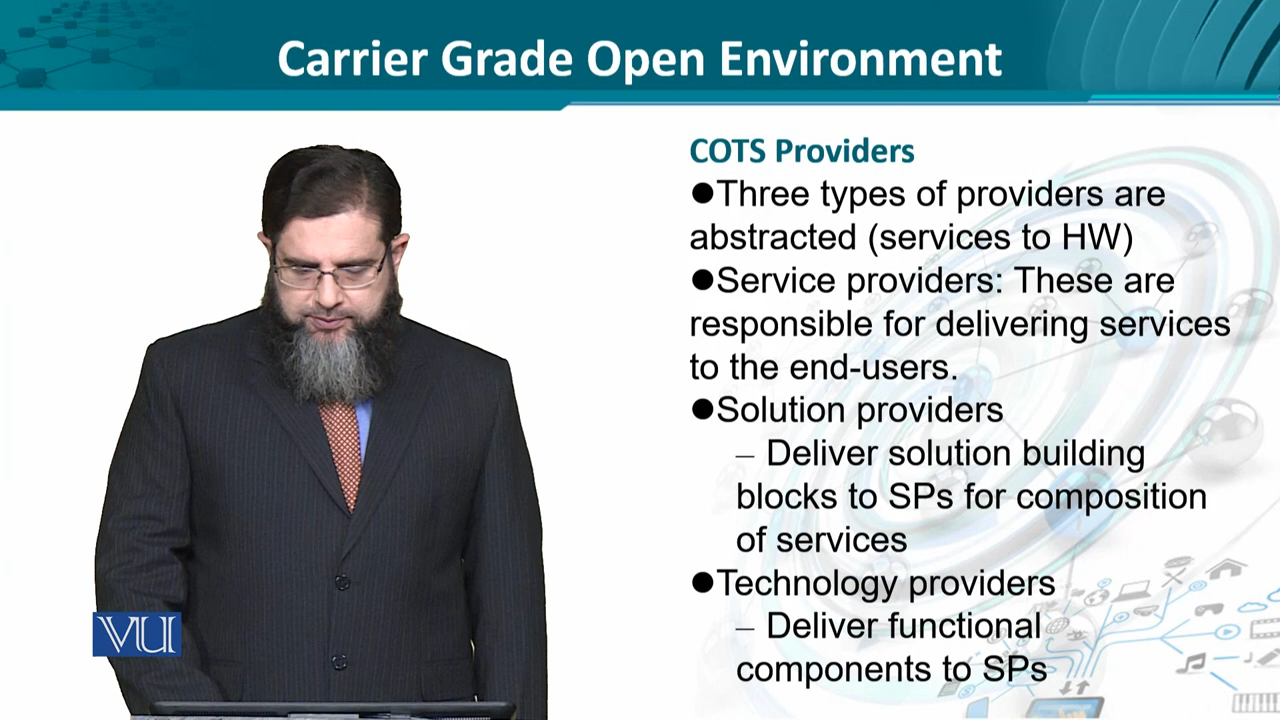 Carrier Grade Open Environment
COTS Providers
●Three types of providers are
abstracted (services to HW)
●Service providers: These are
responsible for delivering services
to the end-users.
●Solution providers
– Deliver solution building
blocks to SPs for composition
of services
●Technology providers
– Deliver functional
components to SPs
VU